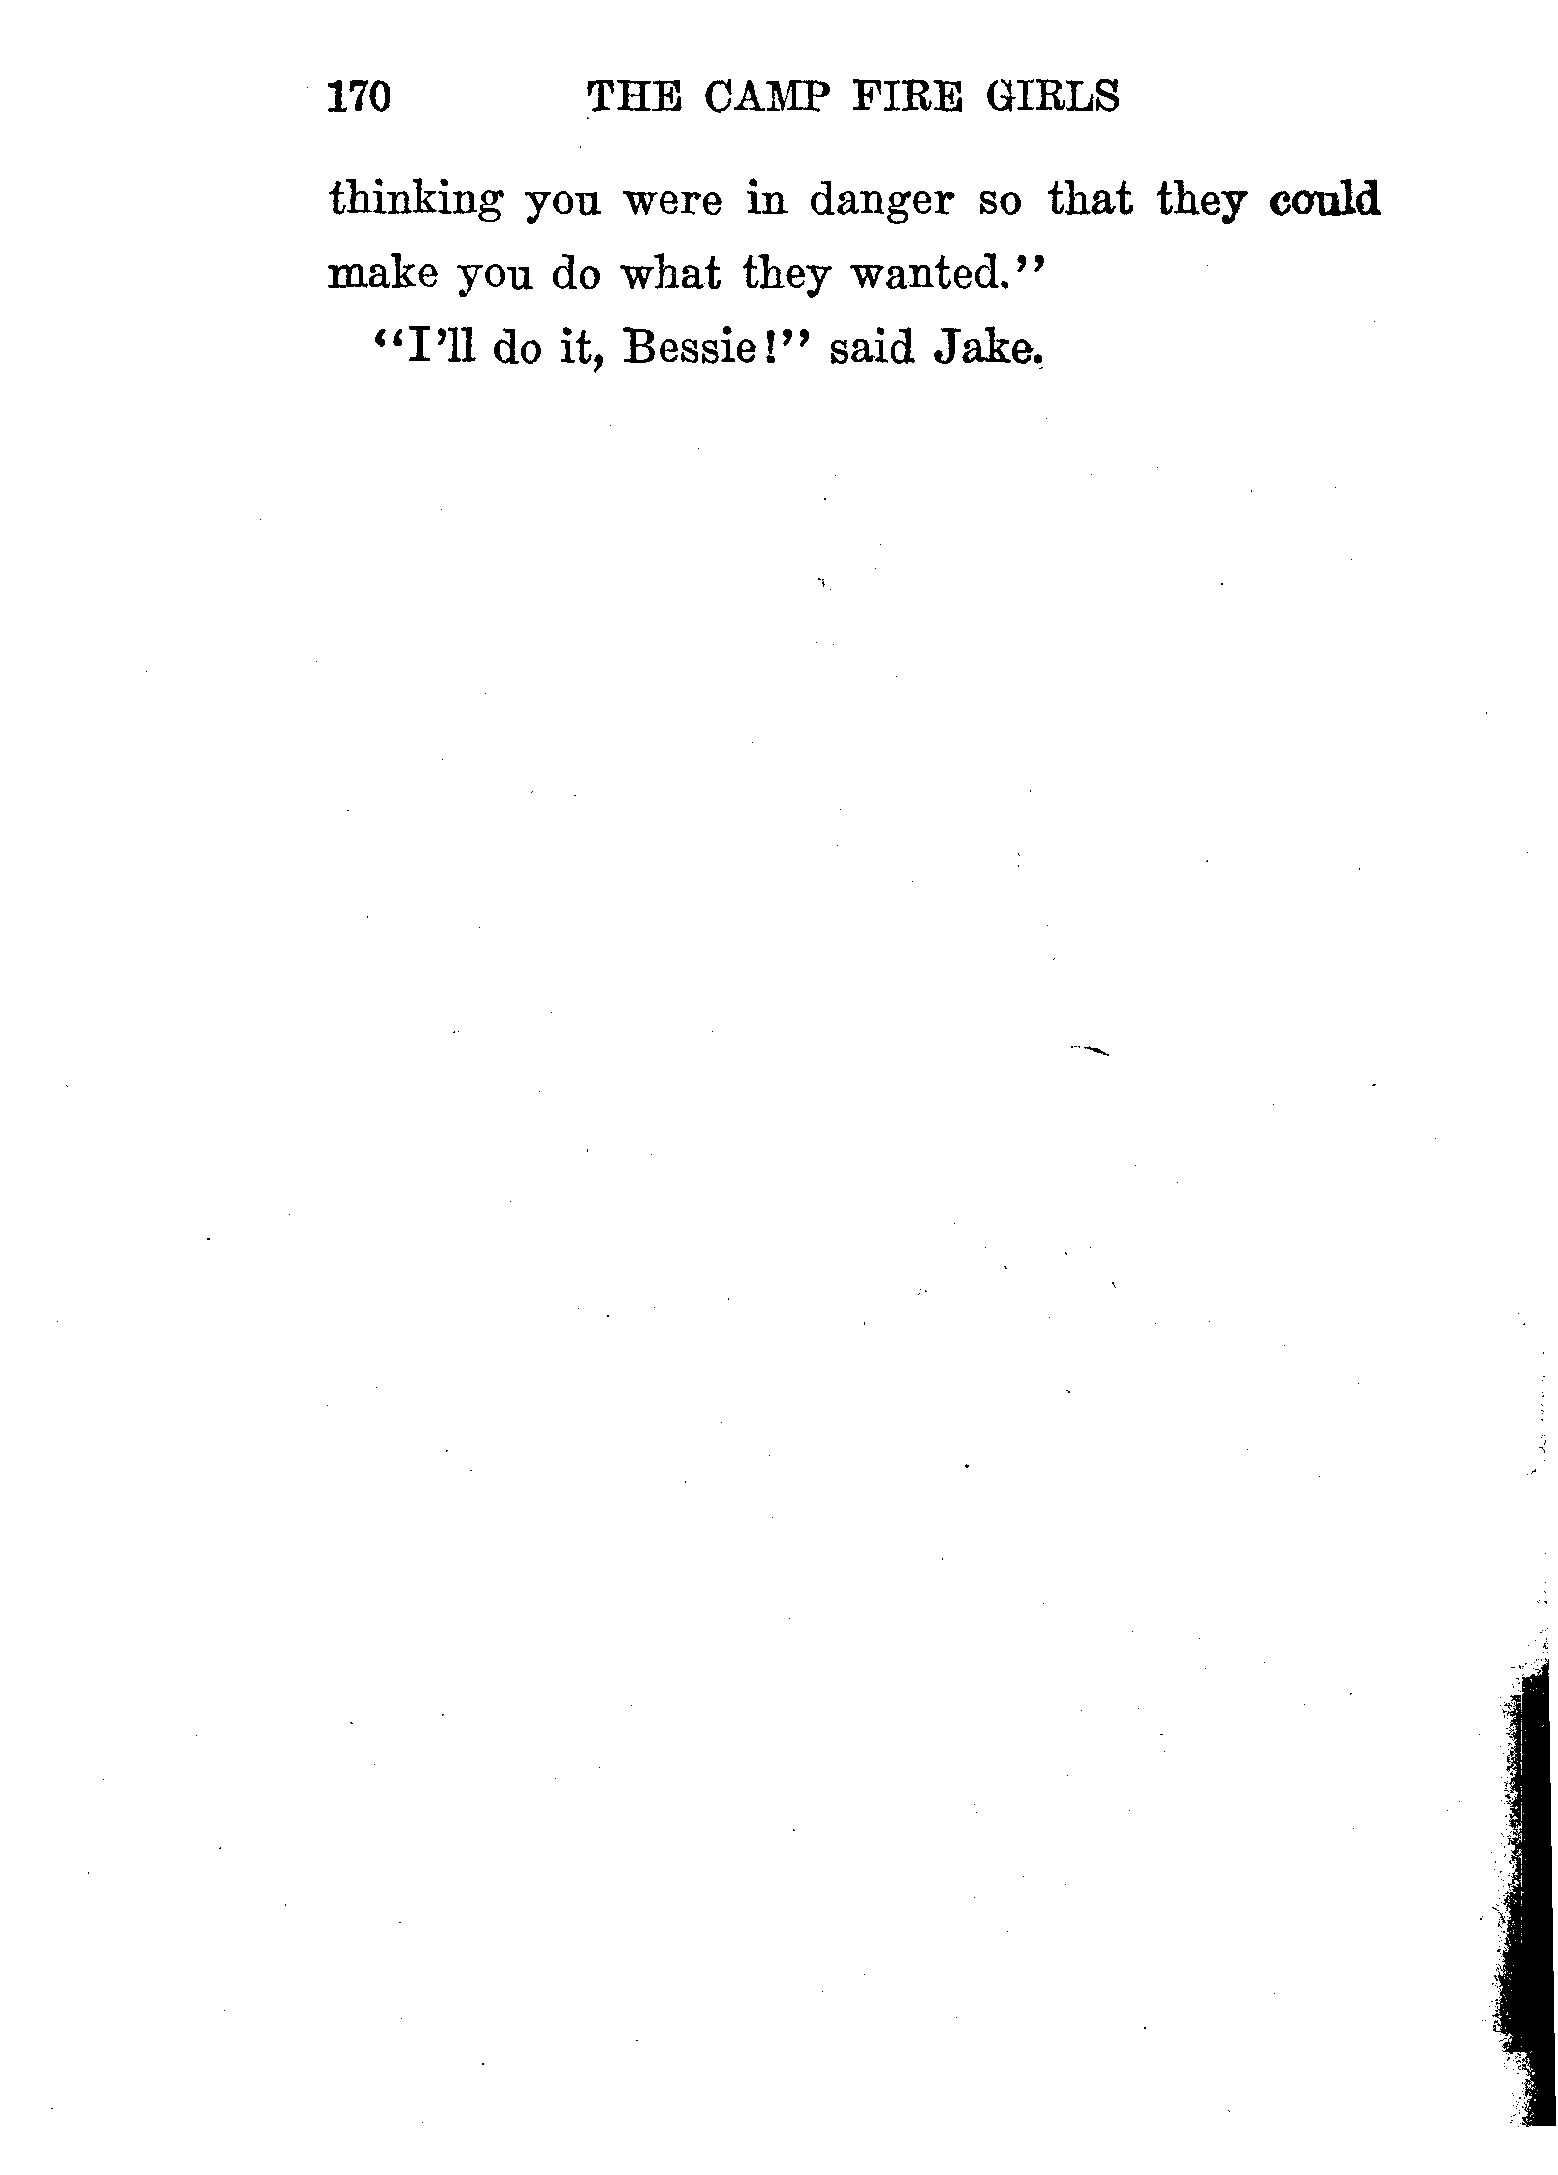 170 THE CAMP FIRE GIRLS
thinking you were in danger so that they could
make you do what they wanted."
"I'll do it, Bessie!" said Jake.